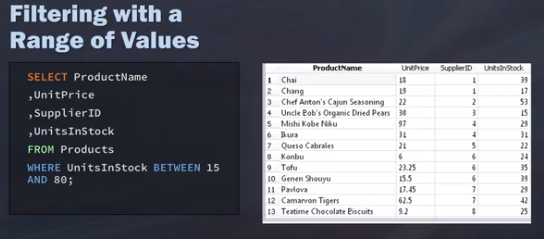 Filtering with a
Range of Values
SELECT ProductName
,UnitPrice
,SupplierID
,UnitsInStock
FROM Products
WHERE UnitsInStock BETWEEN 15
AND 80;
ProductName UnitPrice SupplierID UnitsInStock
1 Chai 18 1 39
2 Chang 19 1 17
3 Chef Anton's Cajun Seasoning 22 2 53
4 Uncle Bob's Organic Dried Pears 30 3 15
5 Mishi Kobe Niku 97 4 29
6 Ikura 31 4 31
7 Queso Cabrales 21 5 22
8 Konbu 6 6 24
9 Tofu 23.25 6 35
10 Genen Shouyu 15.5 6 39
11 Pavlova 17.45 7 29
12 Carnarvon Tigers 62.5 7 42
13 Teatime Chocolate Biscuits 9.2 8 25